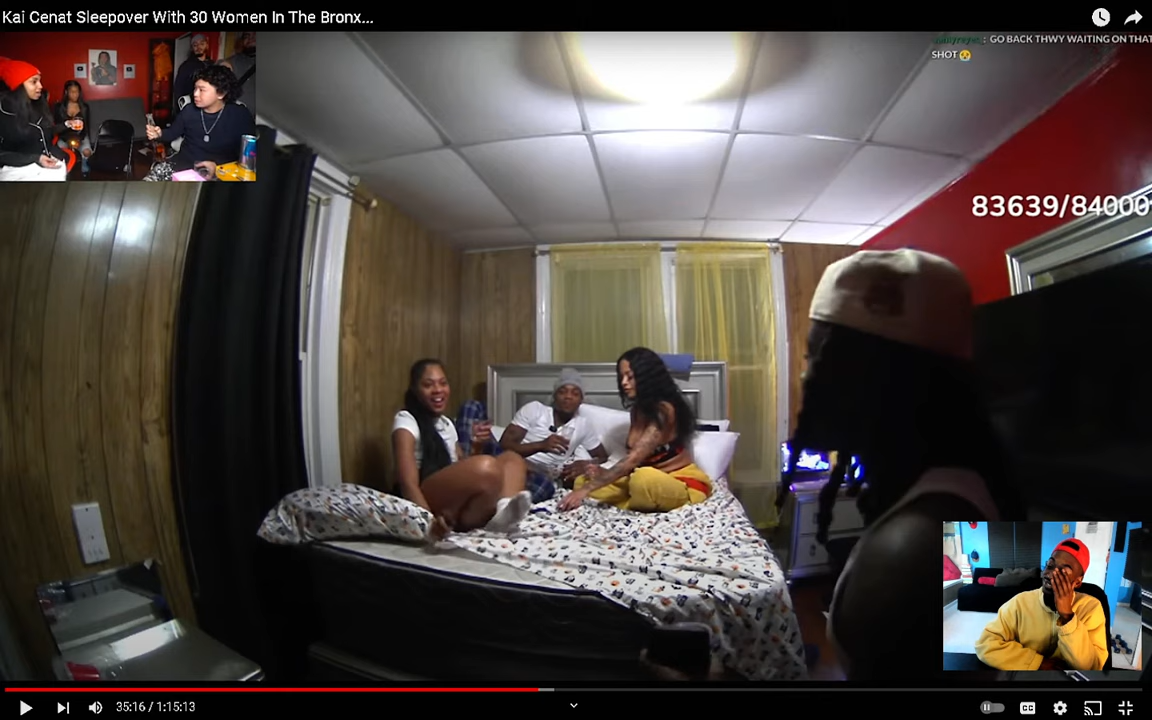 Kai Cenat Sleepover With 30 Women In The Bronx...
: GO BACK THWY WAITING ON THAT
SHOT😭
83639/84000
35:16 / 1:15:13
CC